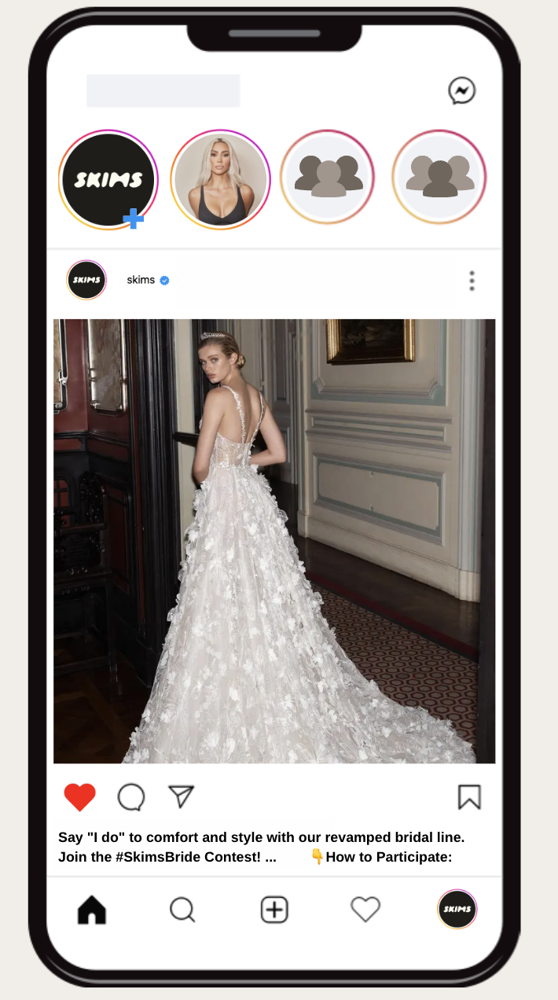 SKIMS
SKIMS
skims
Say "I do" to comfort and style with our revamped bridal line.
Join the #SkimsBride Contest! ... 👇How to Participate:
SKIMS